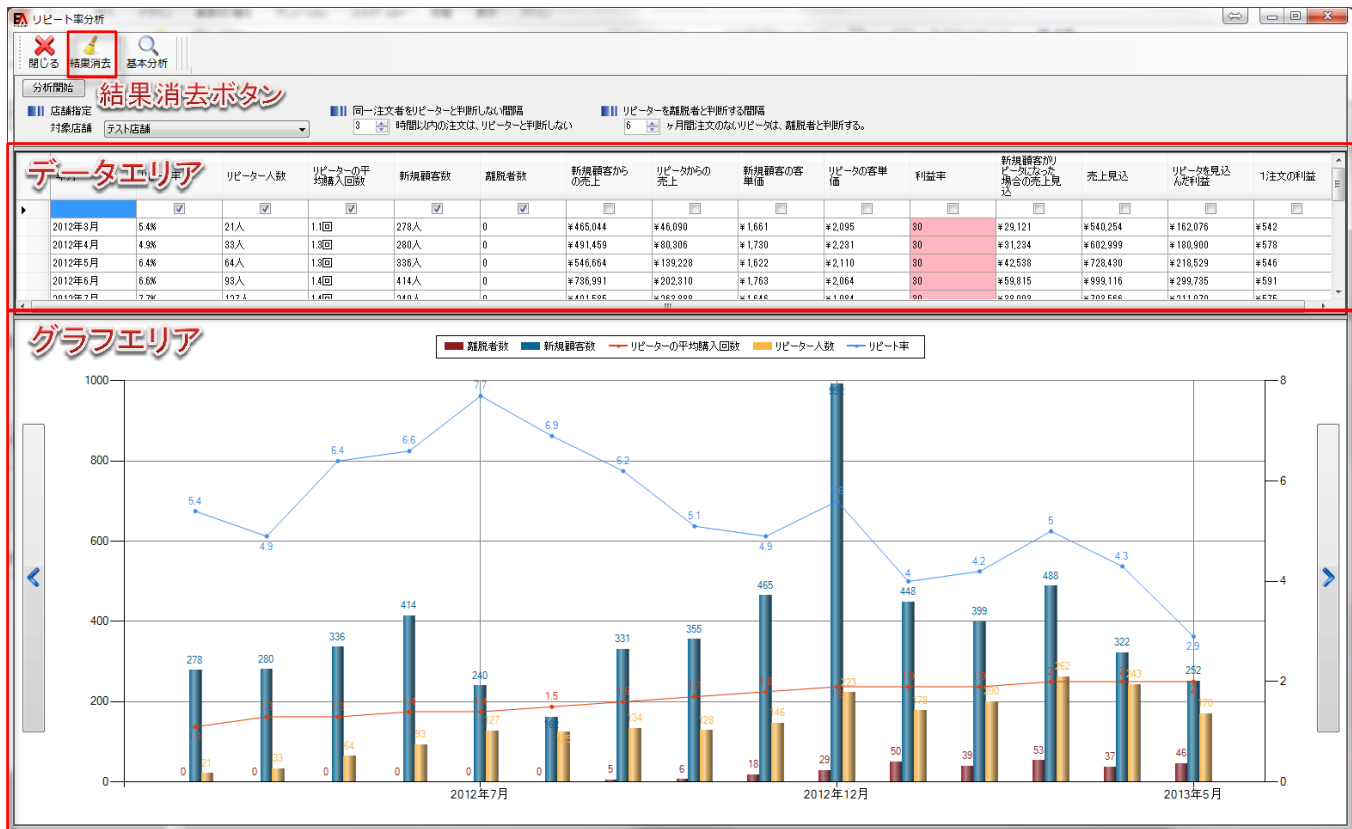 リピート率分析
閉じる 結果消去 基本分析
分析開始
結果消去ボタン
店舗指定 同一注文者をリピーターと判断しない間隔 リピーターを離脱者と判断する間隔
対象店舗 テスト店舗 3 時間以内の注文は、リピーターと判断しない 6 ヶ月間注文のないリピータは、離脱者と判断する。
データエリア
リピーター人数 リピーターの平均購入回数 新規顧客数 離脱者数 新規顧客からの売上 リピータからの売上 新規顧客の客単価 リピータの客単価 利益率 新規顧客がリピータになった場合の売上見込 売上見込 リピータを見込んだ利益 1注文の利益
2012年3月 5.4% 21人 1.1回 278人 0 ¥465,044 ¥46,090 ¥1,661 ¥2,095 30 ¥29,121 ¥540,254 ¥162,076 ¥542
2012年4月 4.9% 33人 1.3回 280人 0 ¥491,459 ¥80,306 ¥1,730 ¥2,231 30 ¥31,234 ¥602,999 ¥180,900 ¥578
2012年5月 6.4% 64人 1.3回 336人 0 ¥546,664 ¥139,228 ¥1,622 ¥2,110 30 ¥42,538 ¥728,430 ¥218,529 ¥546
2012年6月 6.6% 93人 1.4回 414人 0 ¥736,991 ¥202,310 ¥1,763 ¥2,064 30 ¥59,815 ¥999,116 ¥299,735 ¥591
グラフエリア
離脱者数 新規顧客数 リピーターの平均購入回数 リピーター人数 リピート率
1000 7.7 8
6.9
6.6
6.4
800 6.2
6
5.4 5.1 5
4.9 4.9
600
4.2 4.3
465 488 4 4
414 448
400 399
336 331 355 322
278 280 2.9
240 252
262
223 243
200 1.5 200 2
178 170
127 134 128 146
93
64
21 33 29 50 39 53 37 46
0 0 0 0 0 0 0 5 6 18 0
2012年7月 2012年12月 2013年5月